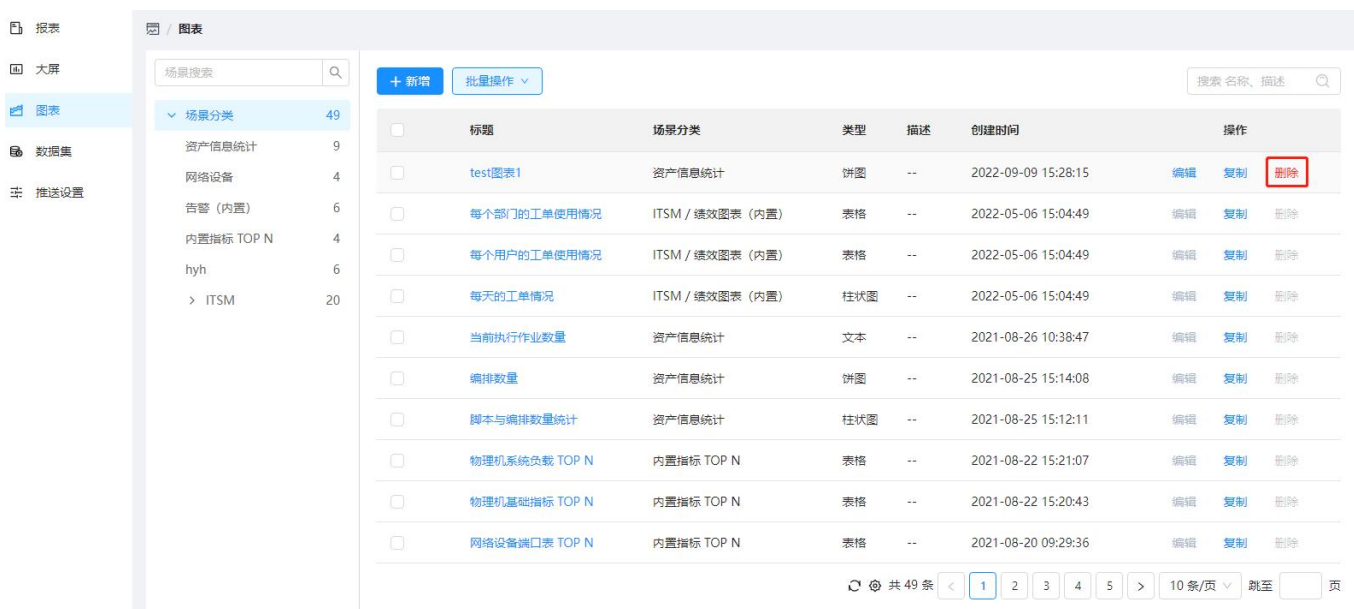 报表
大屏
图表
数据集
推送设置
/ 图表
场景搜索
场景分类 49
资产信息统计 9
网络设备 4
告警（内置） 6
内置指标 TOP N 4
hyh 6
ITSM 20
+ 新增 批量操作 搜索 名称、描述
标题 场景分类 类型 描述 创建时间 操作
test图表1 资产信息统计 饼图 -- 2022-09-09 15:28:15 编辑 复制 删除
每个部门的工单使用情况 ITSM / 绩效图表（内置） 表格 -- 2022-05-06 15:04:49 编辑 复制 删除
每个用户的工单使用情况 ITSM / 绩效图表（内置） 表格 -- 2022-05-06 15:04:49 编辑 复制 删除
每天的工单情况 ITSM / 绩效图表（内置） 柱状图 -- 2022-05-06 15:04:49 编辑 复制 删除
当前执行作业数量 资产信息统计 文本 -- 2021-08-26 10:38:47 编辑 复制 删除
编排数量 资产信息统计 饼图 -- 2021-08-25 15:14:08 编辑 复制 删除
脚本与编排数量统计 资产信息统计 柱状图 -- 2021-08-25 15:12:11 编辑 复制 删除
物理机系统负载 TOP N 内置指标 TOP N 表格 -- 2021-08-22 15:21:07 编辑 复制 删除
物理机基础指标 TOP N 内置指标 TOP N 表格 -- 2021-08-22 15:20:43 编辑 复制 删除
网络设备端口表 TOP N 内置指标 TOP N 表格 -- 2021-08-20 09:29:36 编辑 复制 删除
共 49 条 < 1 2 3 4 5 > 10 条/页 跳至 页